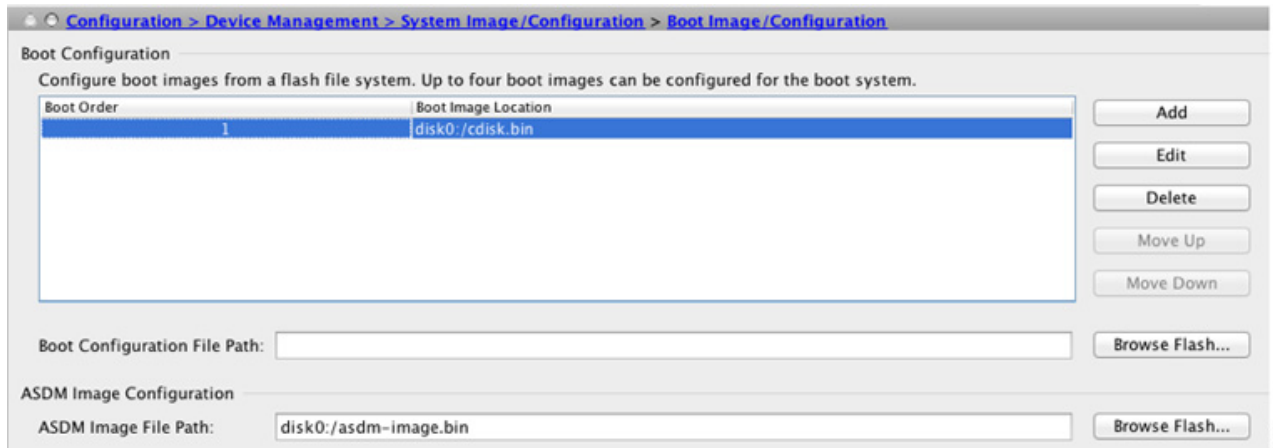 Configuration > Device Management > System Image/Configuration > Boot Image/Configuration
Boot Configuration
Configure boot images from a flash file system. Up to four boot images can be configured for the boot system.
Boot Order Boot Image Location
1 disk0:/cdisk.bin
Add
Edit
Delete
Move Up
Move Down
Boot Configuration File Path: Browse Flash...
ASDM Image Configuration
ASDM Image File Path: disk0:/asdm-image.bin Browse Flash...